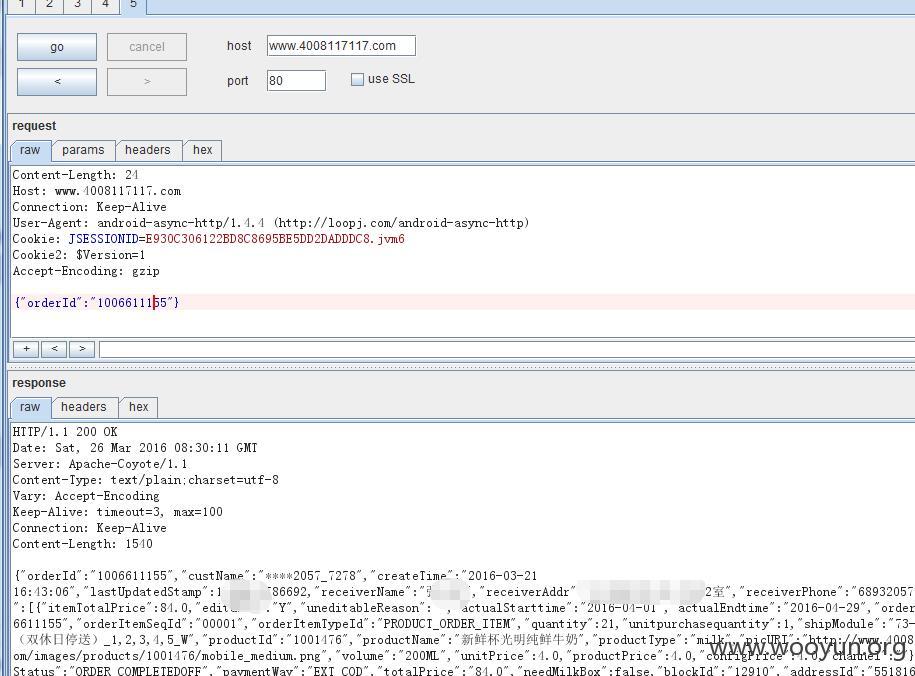 1 2 3 4 5
go cancel host www.4008117117.com
< > port 80 use SSL
request
raw params headers hex
Content-Length: 24
Host: www.4008117117.com
Connection: Keep-Alive
User-Agent: android-async-http/1.4.4 (http://loopj.com/android-async-http)
Cookie: JSESSIONID=E930C306122BD8C8695BE5DD2DADDDC8.jvm6
Cookie2: $Version=1
Accept-Encoding: gzip
{"orderId":"1006611155"}
+ < >
response
raw headers hex
HTTP/1.1 200 OK
Date: Sat, 26 Mar 2016 08:30:11 GMT
Server: Apache-Coyote/1.1
Content-Type: text/plain;charset=utf-8
Vary: Accept-Encoding
Keep-Alive: timeout=3, max=100
Connection: Keep-Alive
Content-Length: 1540
{"orderId":"1006611155","custName":"****2057_7278","createTime":"2016-03-21
16:43:06","lastUpdatedStamp":1 86692,"receiverName":"张 ,"receiverAddr" 2室","receiverPhone":"68932057
":[{"itemTotalPrice":84.0,"edit "Y","uneditableReason": ,"actualStarttime":"2016-04-01","actualEndtime":"2016-04-29","order
6611155","orderItemSeqId":"00001","orderItemTypeId":"PRODUCT_ORDER_ITEM","quantity":21,"unitpurchasequantity":1,"shipModule":"73-
（双休日停送）_1,2,3,4,5_W","productId":"1001476","productName":"新鲜杯光明纯鲜牛奶","productType":"milk","picURI":"http://www.4008
om/images/products/1001476/mobile_medium.png","volume":"200ML","unitPrice":4.0,"productPrice":4.0,"configPrice":4.0,"channel":
Status":"ORDER_COMPLETEDOFF","paymentWay":"EXT_COD","totalPrice":"84.0","needMilkBox":false,"blockId":"12910","addressId":"551816
www.wooyun.org